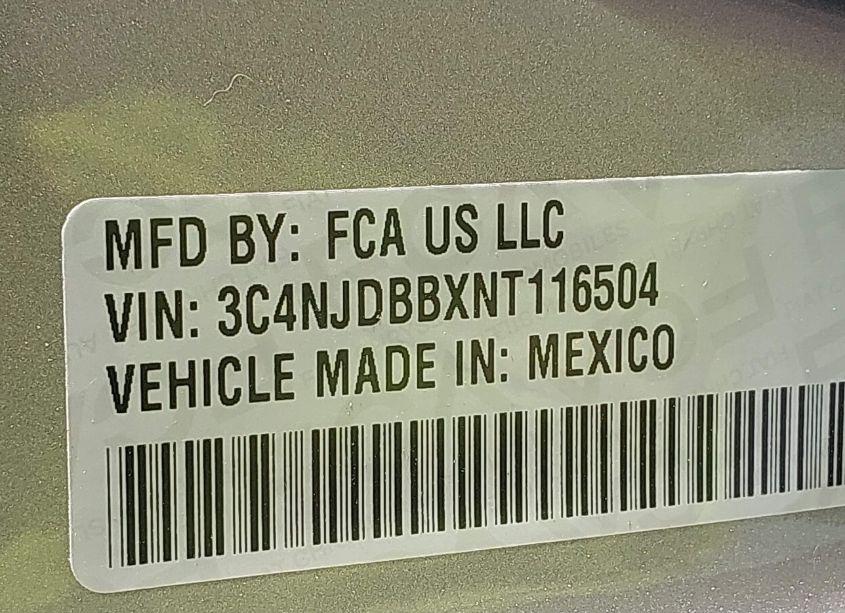 MFD BY: FCA US LLC
VIN: 3C4NJDBBXNT116504
VEHICLE MADE IN: MEXICO